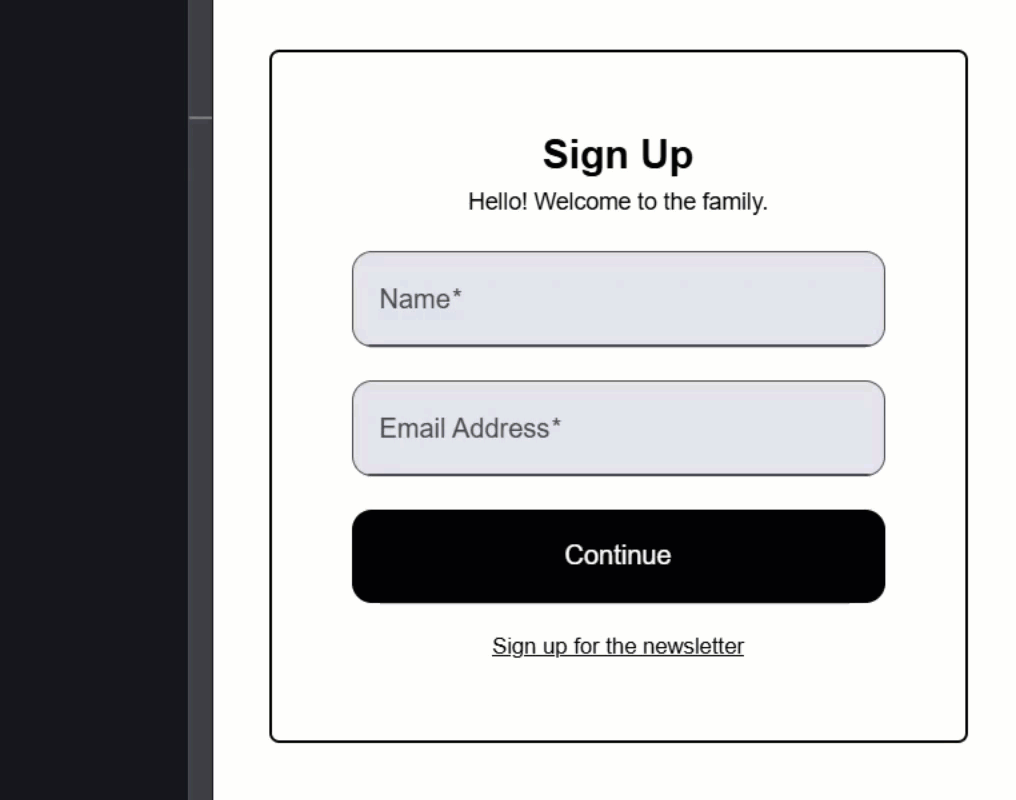 Sign Up
Hello! Welcome to the family.
Name*
Email Address*
Continue
Sign up for the newsletter